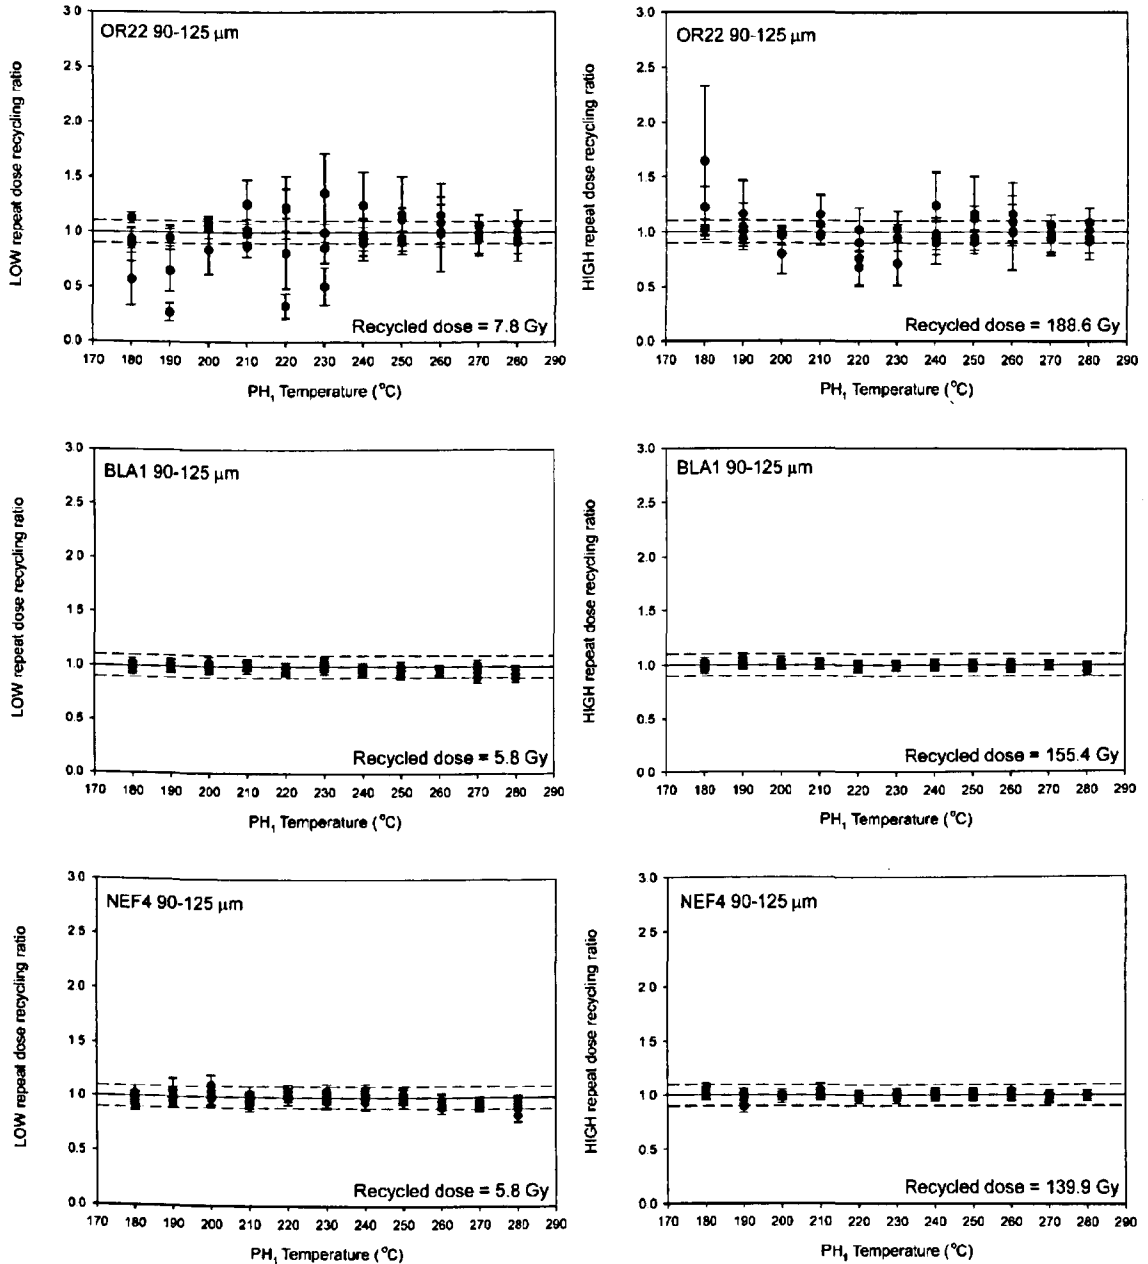 OR22 90-125 µm
LOW repeat dose recycling ratio
3.0
2.5
2.0
1.5
1.0
0.5
0.0
Recycled dose = 7.8 Gy
170 180 190 200 210 220 230 240 250 260 270 280 290
PH1 Temperature (°C)
OR22 90-125 µm
HIGH repeat dose recycling ratio
3.0
2.5
2.0
1.5
1.0
0.5
0.0
Recycled dose = 188.6 Gy
170 180 190 200 210 220 230 240 250 260 270 280 290
PH1 Temperature (°C)
BLA1 90-125 µm
LOW repeat dose recycling ratio
3.0
2.5
2.0
1.5
1.0
0.5
0.0
Recycled dose = 5.8 Gy
170 180 190 200 210 220 230 240 250 260 270 280 290
PH1 Temperature (°C)
BLA1 90-125 µm
HIGH repeat dose recycling ratio
3.0
2.5
2.0
1.5
1.0
0.5
0.0
Recycled dose = 155.4 Gy
170 180 190 200 210 220 230 240 250 260 270 280 290
PH1 Temperature (°C)
NEF4 90-125 µm
LOW repeat dose recycling ratio
3.0
2.5
2.0
1.5
1.0
0.5
0.0
Recycled dose = 5.8 Gy
170 180 190 200 210 220 230 240 250 260 270 280 290
PH1 Temperature (°C)
NEF4 90-125 µm
HIGH repeat dose recycling ratio
3.0
2.5
2.0
1.5
1.0
0.5
0.0
Recycled dose = 139.9 Gy
170 180 190 200 210 220 230 240 250 260 270 280 290
PH1 Temperature (°C)